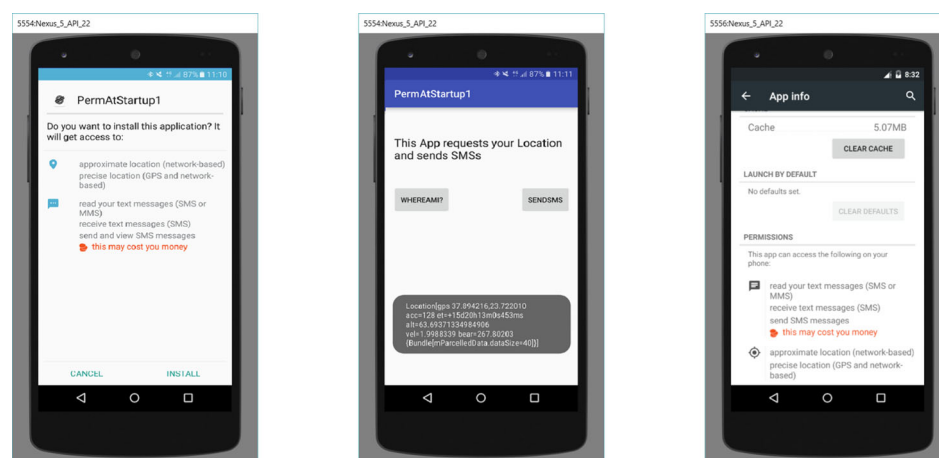 5554:Nexus_5_API_22
87% 11:10
PermAtStartup1
Do you want to install this application? It
will get access to:
approximate location (network-based)
precise location (GPS and network-
based)
read your text messages (SMS or
MMS)
receive text messages (SMS)
send and view SMS messages
this may cost you money
CANCEL INSTALL
5554:Nexus_5_API_22
87% 11:11
PermAtStartup1
This App requests your Location
and sends SMSs
WHEREAMI? SENDSMS
Location[gps 37.894216,23.722010
acc=128 et=+15d20h13m0s453ms
alt=63.69371334984906
vel=1.9988339 bear=267.80203
{Bundle[mParcelledData.dataSize=40]}]
5556:Nexus_5_API_22
8:32
App info
Cache 5.07MB
CLEAR CACHE
LAUNCH BY DEFAULT
No defaults set.
CLEAR DEFAULTS
PERMISSIONS
This app can access the following on your
phone:
read your text messages (SMS or
MMS)
receive text messages (SMS)
send SMS messages
this may cost you money
approximate location (network-based)
precise location (GPS and network-
based)